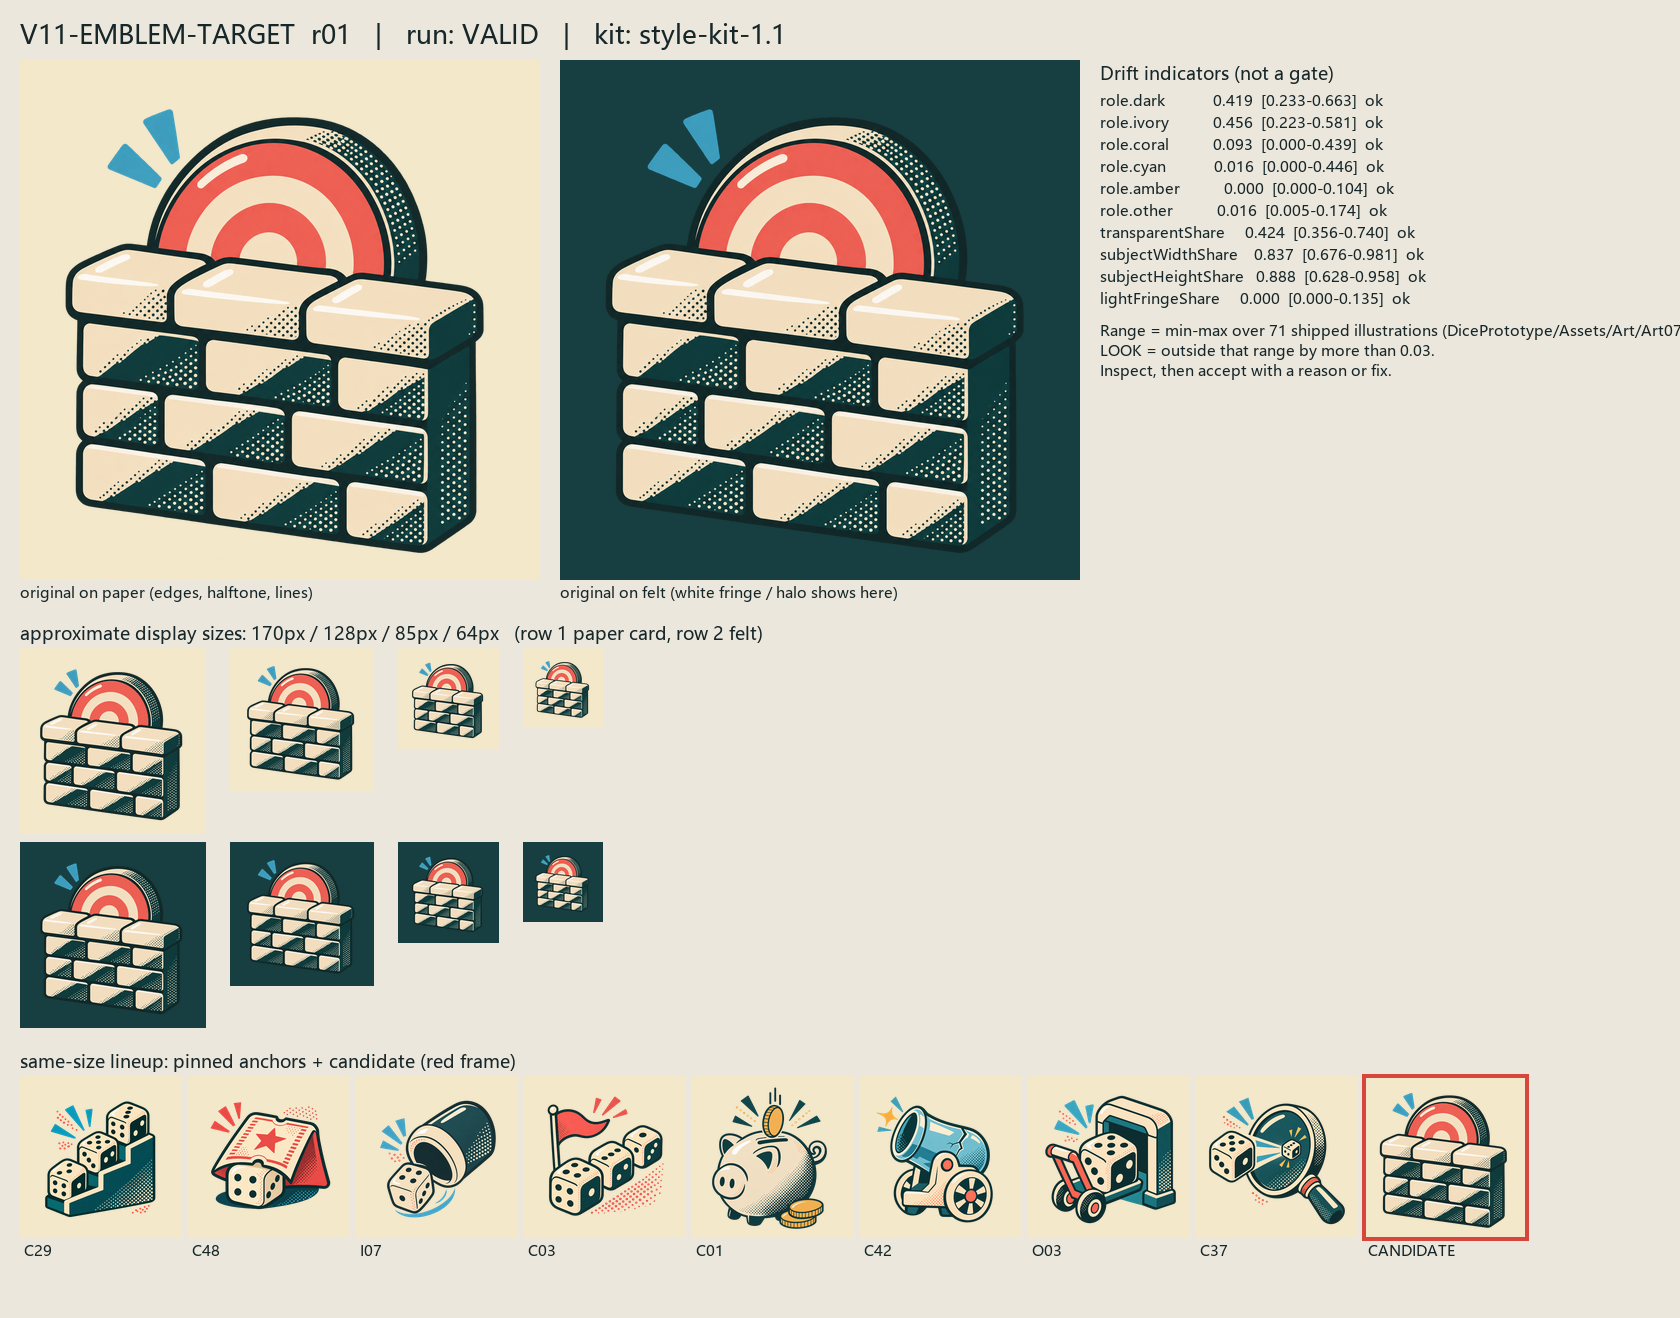 V11-EMBLEM-TARGET r01 | run: VALID | kit: style-kit-1.1
Drift indicators (not a gate)
role.dark 0.419 [0.233-0.663] ok
role.ivory 0.456 [0.223-0.581] ok
role.coral 0.093 [0.000-0.439] ok
role.cyan 0.016 [0.000-0.446] ok
role.amber 0.000 [0.000-0.104] ok
role.other 0.016 [0.005-0.174] ok
transparentShare 0.424 [0.356-0.740] ok
subjectWidthShare 0.837 [0.676-0.981] ok
subjectHeightShare 0.888 [0.628-0.958] ok
lightFringeShare 0.000 [0.000-0.135] ok
Range = min-max over 71 shipped illustrations (DicePrototype/Assets/Art/Art07
LOOK = outside that range by more than 0.03.
Inspect, then accept with a reason or fix.
original on paper (edges, halftone, lines)
original on felt (white fringe / halo shows here)
approximate display sizes: 170px / 128px / 85px / 64px (row 1 paper card, row 2 felt)
same-size lineup: pinned anchors + candidate (red frame)
C29 C48 I07 C03 C01 C42 O03 C37 CANDIDATE